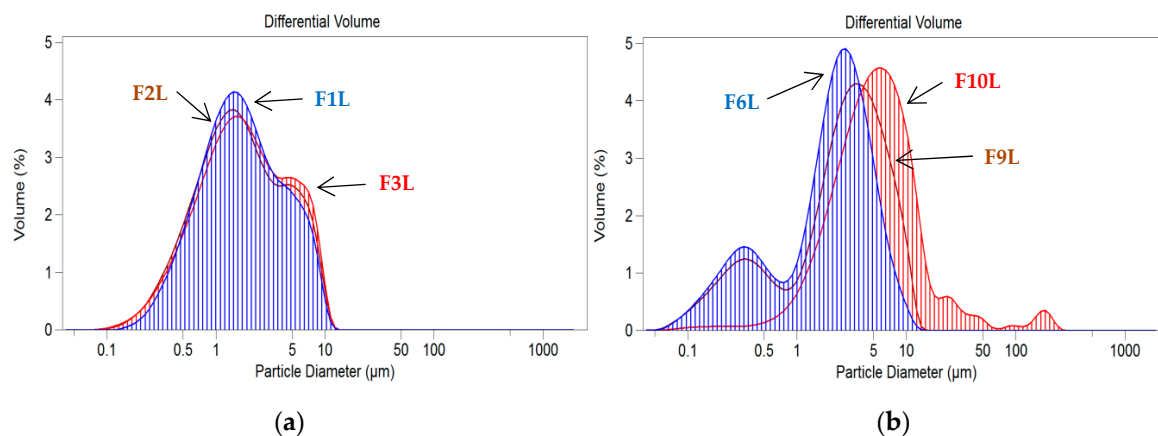 Differential Volume
5
4
3
2
1
0
Volume (%)
F2L
F1L
F3L
0.1
0.5
1
5
10
50
100
1000
Particle Diameter (µm)
(a)
Differential Volume
5
4
3
2
1
0
Volume (%)
F6L
F10L
F9L
0.1
0.5
1
5
10
50
100
1000
Particle Diameter (µm)
(b)